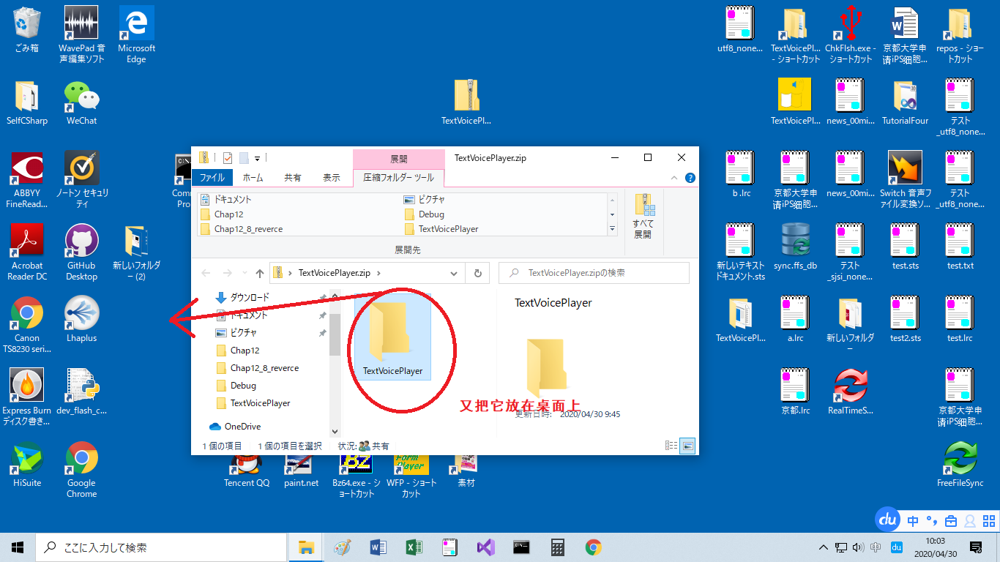 ごみ箱
WavePad 音
声編集ソフト
Microsoft
Edge
utf8_none...
TextVoicePl...
- ショートカット
ChkFlsh.exe -
ショートカット
京都大学申
请iPS细胞...
repos - ショー
トカット
SelfCSharp
WeChat
TextVoicePl...
TextVoicePl...
news_00mi...
TutorialFour
テスト
_utf8_none...
ABBYY
FineRead...
ノートン セキュリ
ティ
Com
Pro
b .lrc
京都大学申
请iPS细胞...
news_00mi...
Switch 音声フ
ァイル変換ソ...
テスト
_utf8_none...
Acrobat
Reader DC
GitHub
Desktop
新しいフォルダ
ー (2)
新しいテキスト
ドキュメント.sts
sync.ffs_db
テスト
_sjsi_none...
test.sts
test.txt
Canon
TS8230 seri...
Lhaplus
TextVoicePl...
a.lrc
新しいフォルダ
ー
test2.sts
test.lrc
Express Burn
ディスク書き...
dev_flash_c...
京都.lrc
RealTimeS...
京都大学申
请iPS细胞...
HiSuite
Google
Chrome
Tencent QQ
paint.net
Bz64.exe - シ
ョートカット
WFP - ショートカ
ット
素材
FreeFileSync
展開
TextVoicePlayer.zip
ファイル
ホーム
共有
表示
圧縮フォルダー ツール
ドキュメント
ピクチャ
Chap12
Debug
Chap12_8_reverce
TextVoicePlayer
すべて
展開
展開先
TextVoicePlayer.zip
TextVoicePlayer.zipの検索
ダウンロード
ドキュメント
ピクチャ
Chap12
Chap12_8_reverce
Debug
TextVoicePlayer
OneDrive
TextVoicePlayer
TextVoicePlayer
又把它放在桌面上
更新日時: 2020/04/30 9:45
1 個の項目
1 個の項目を選択
状況: 共有
Bz
Form
Player
du
中
ここに入力して検索
中
du
10:03
2020/04/30